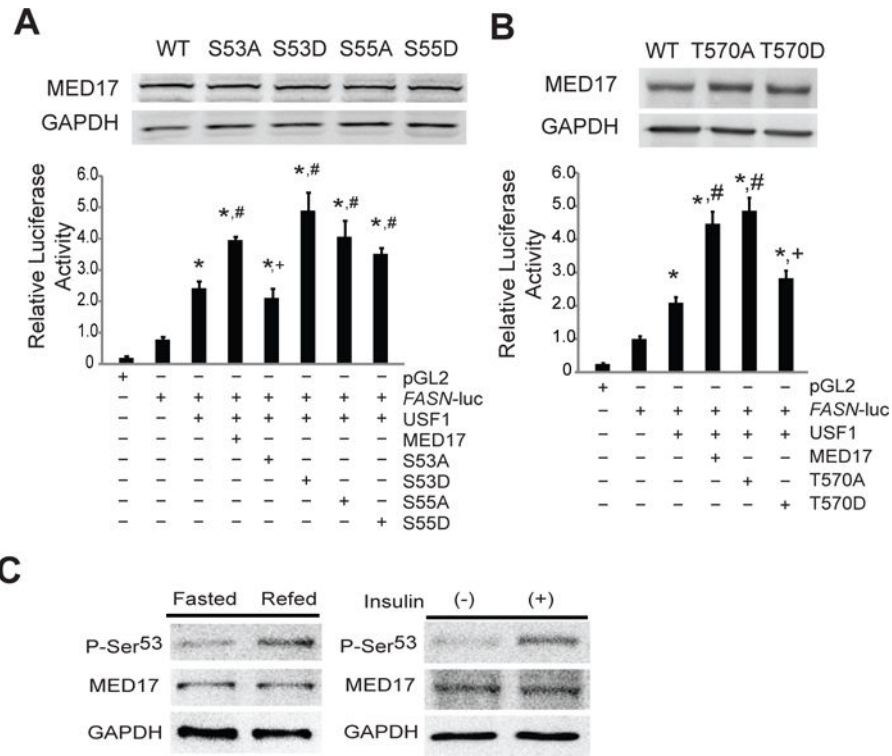 A
WT S53A S53D S55A S55D
MED17
GAPDH
Relative Luciferase
Activity
6.0
5.0
4.0
3.0
2.0
1.0
0
*
*,#
*,+
*,#
*,#
*,#
+ − − − − − − − pGL2
− + + + + + + + FASN-luc
− − + + + + + + USF1
− − − + − − − − MED17
− − − − + − − − S53A
− − − − − + − − S53D
− − − − − − + − S55A
− − − − − − − + S55D
B
WT T570A T570D
MED17
GAPDH
Relative Luciferase
Activity
6.0
5.0
4.0
3.0
2.0
1.0
0
*
*,#
*,#
*,+
+ − − − − − pGL2
− + + + + + FASN-luc
− − + + + + USF1
− − − + − − MED17
− − − − + − T570A
− − − − − + T570D
C
Fasted Refed
P-Ser53
MED17
GAPDH
Insulin (-) (+)
P-Ser53
MED17
GAPDH